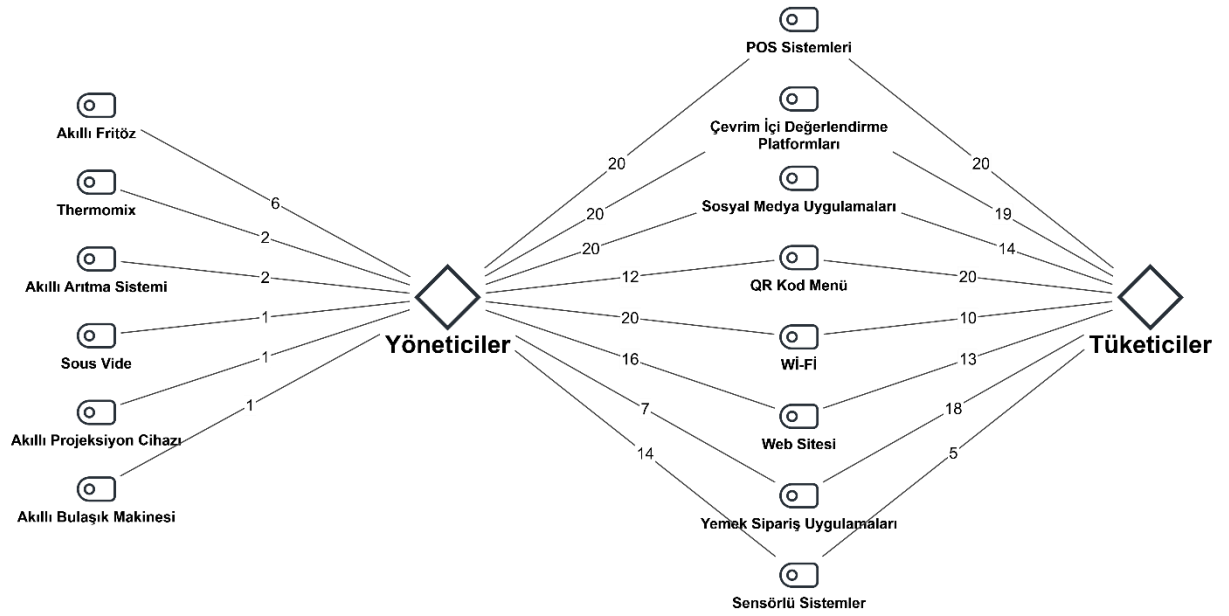 POS Sistemleri
Akıllı Fritöz
Çevrim İçi Değerlendirme
Platformları
20
20
Thermomix
6
Sosyal Medya Uygulamaları
20
19
2
20
14
Akıllı Arıtma Sistemi
2
12
QR Kod Menü
20
Yöneticiler
Tüketiciler
1
20
10
Sous Vide
Wİ-Fİ
1
16
13
Akıllı Projeksiyon Cihazı
1
7
18
Web Sitesi
14
5
Akıllı Bulaşık Makinesi
Yemek Sipariş Uygulamaları
Sensörlü Sistemler